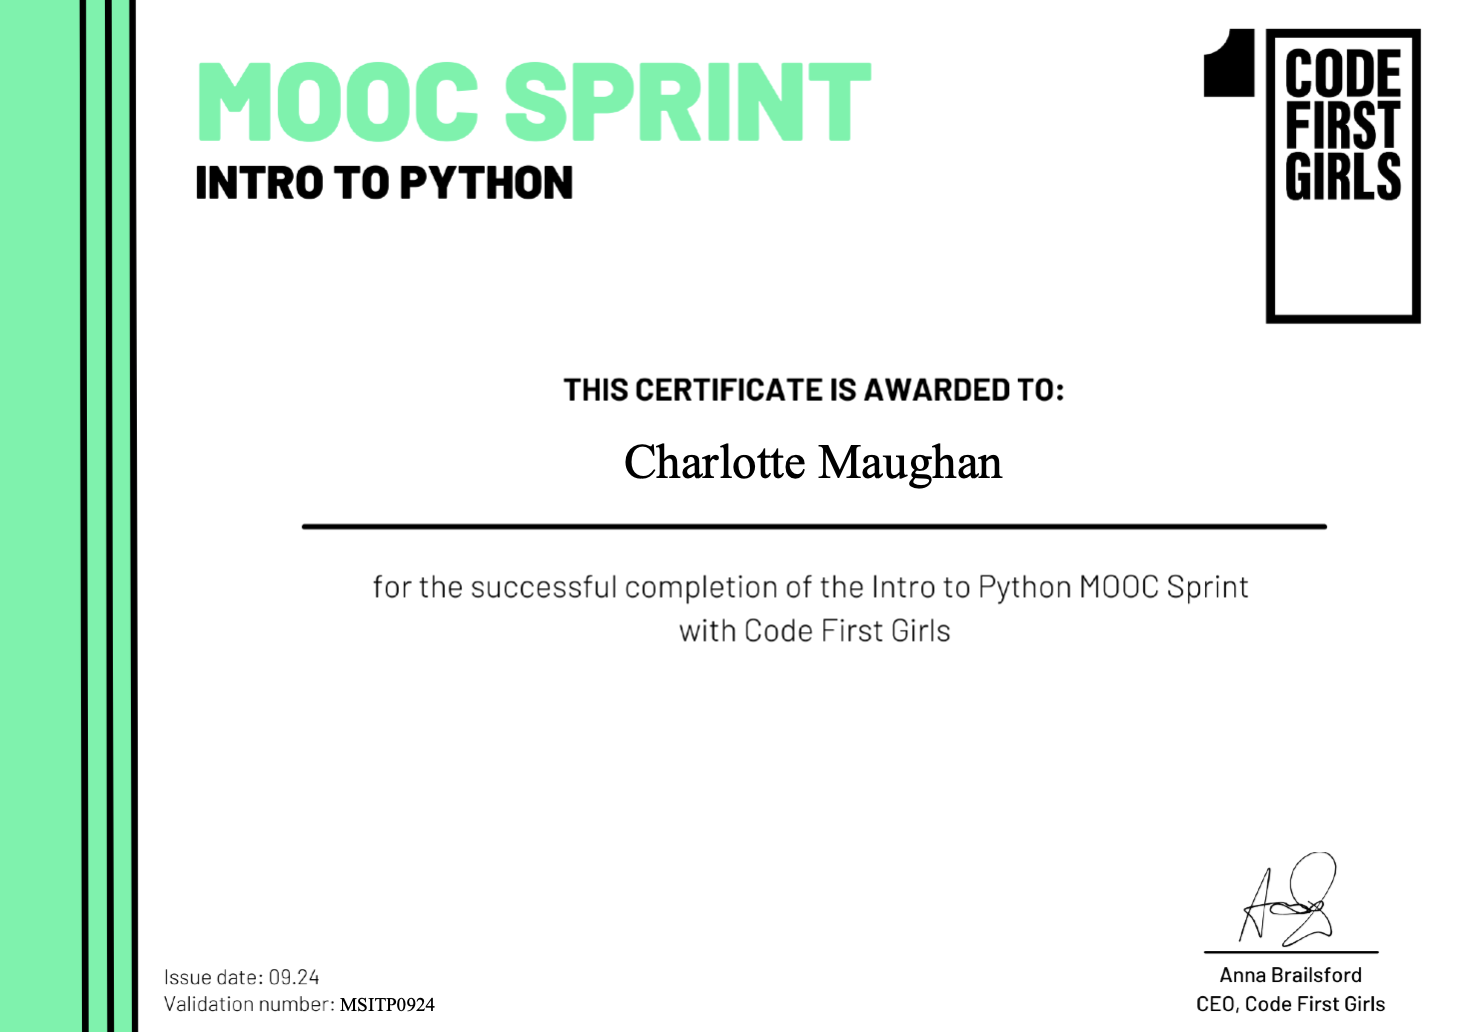 MOOC SPRINT
INTRO TO PYTHON
CODE
FIRST
GIRLS
THIS CERTIFICATE IS AWARDED TO:
Charlotte Maughan
for the successful completion of the Intro to Python MOOC Sprint
with Code First Girls
Issue date: 09.24
Validation number: MSITP0924
Anna Brailsford
CEO, Code First Girls